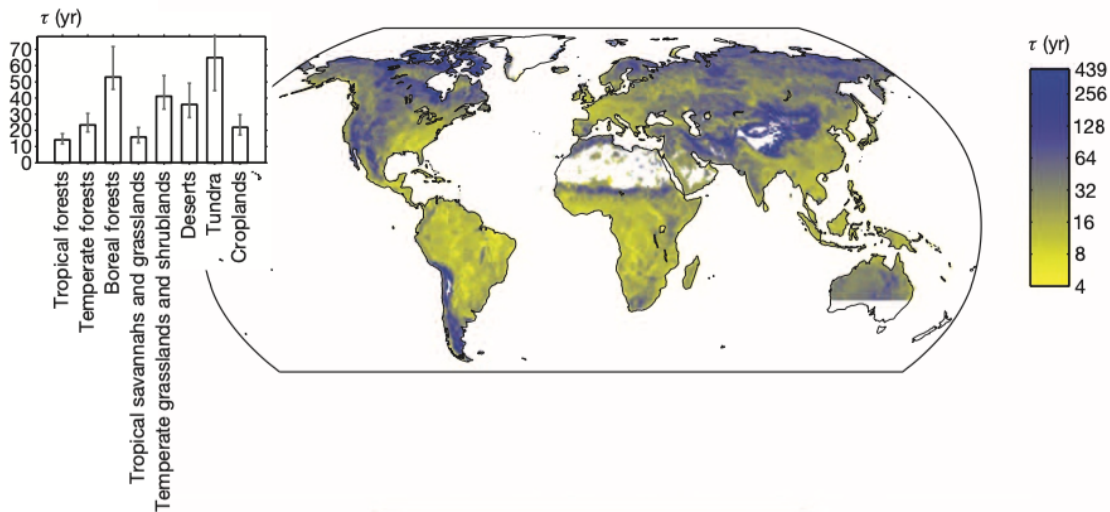 τ (yr)
70
60
50
40
30
20
10
0
Tropical forests
Temperate forests
Boreal forests
Tropical savannahs and grasslands
Temperate grasslands and shrublands
Deserts
Tundra
Croplands
τ (yr)
439
256
128
64
32
16
8
4